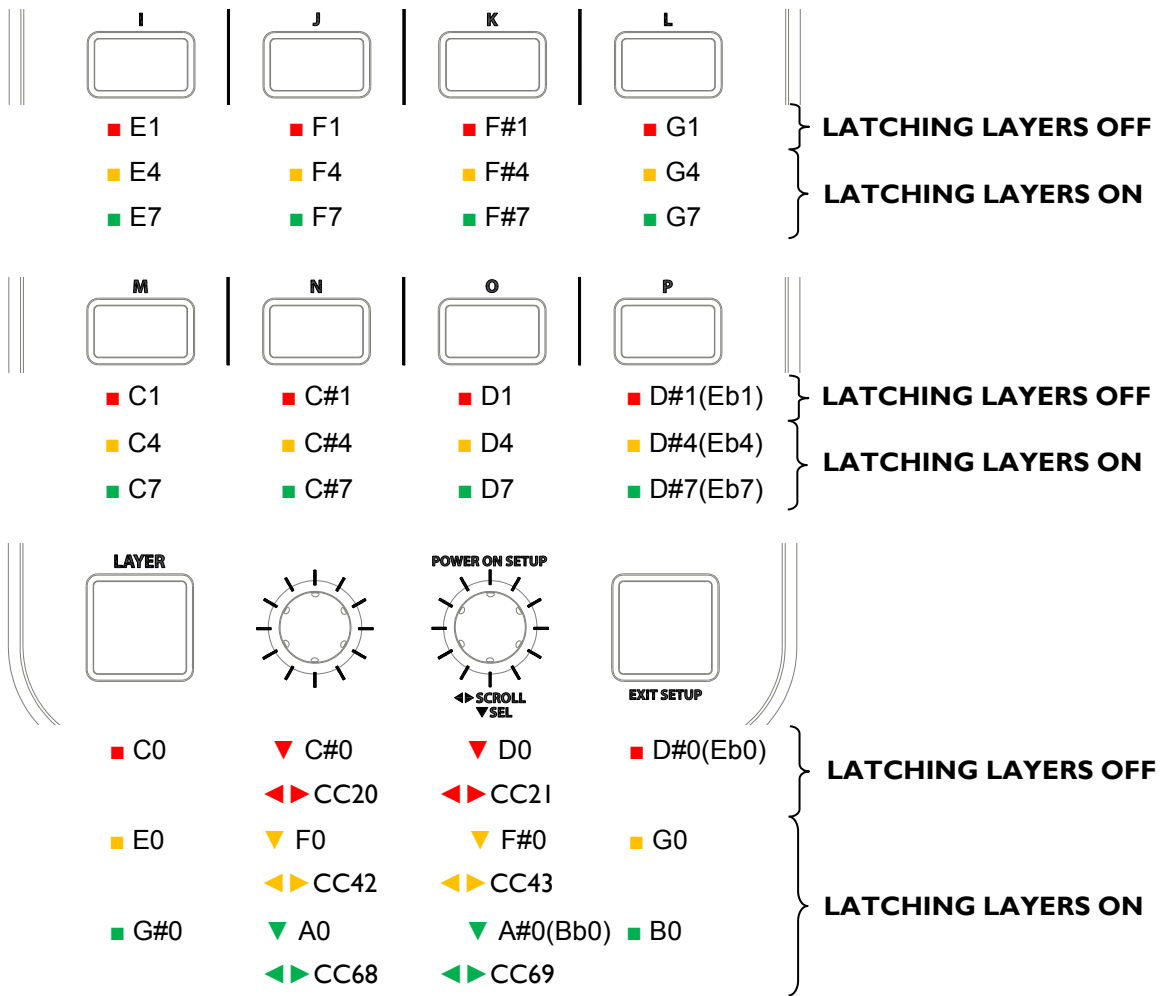 I J K L
E1 F1 F#1 G1 LATCHING LAYERS OFF
E4 F4 F#4 G4
LATCHING LAYERS ON
E7 F7 F#7 G7
M N O P
C1 C#1 D1 D#1(Eb1) LATCHING LAYERS OFF
C4 C#4 D4 D#4(Eb4)
LATCHING LAYERS ON
C7 C#7 D7 D#7(Eb7)
LAYER POWER ON SETUP
SCROLL EXIT SETUP
SEL
C0 C#0 D0 D#0(Eb0)
LATCHING LAYERS OFF
CC20 CC21
E0 F0 F#0 G0
CC42 CC43
LATCHING LAYERS ON
G#0 A0 A#0(Bb0) B0
CC68 CC69